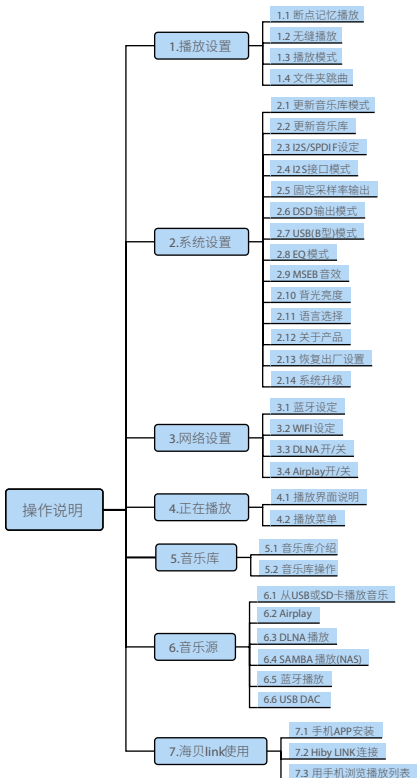 操作说明
1.播放设置
1.1 断点记忆播放
1.2 无缝播放
1.3 播放模式
1.4 文件夹跳曲
2.系统设置
2.1 更新音乐库模式
2.2 更新音乐库
2.3 I2S/SPDIF设定
2.4 I2S接口模式
2.5 固定采样率输出
2.6 DSD输出模式
2.7 USB(B型)模式
2.8 EQ模式
2.9 MSEB音效
2.10 背光亮度
2.11 语言选择
2.12 关于产品
2.13 恢复出厂设置
2.14 系统升级
3.网络设置
3.1 蓝牙设定
3.2 WIFI设定
3.3 DLNA开/关
3.4 Airplay开/关
4.正在播放
4.1 播放界面说明
4.2 播放菜单
5.音乐库
5.1 音乐库介绍
5.2 音乐库操作
6.音乐源
6.1 从USB或SD卡播放音乐
6.2 Airplay
6.3 DLNA播放
6.4 SAMBA播放(NAS)
6.5 蓝牙播放
6.6 USB DAC
7.海贝link使用
7.1 手机APP安装
7.2 Hiby LINK连接
7.3 用手机浏览播放列表